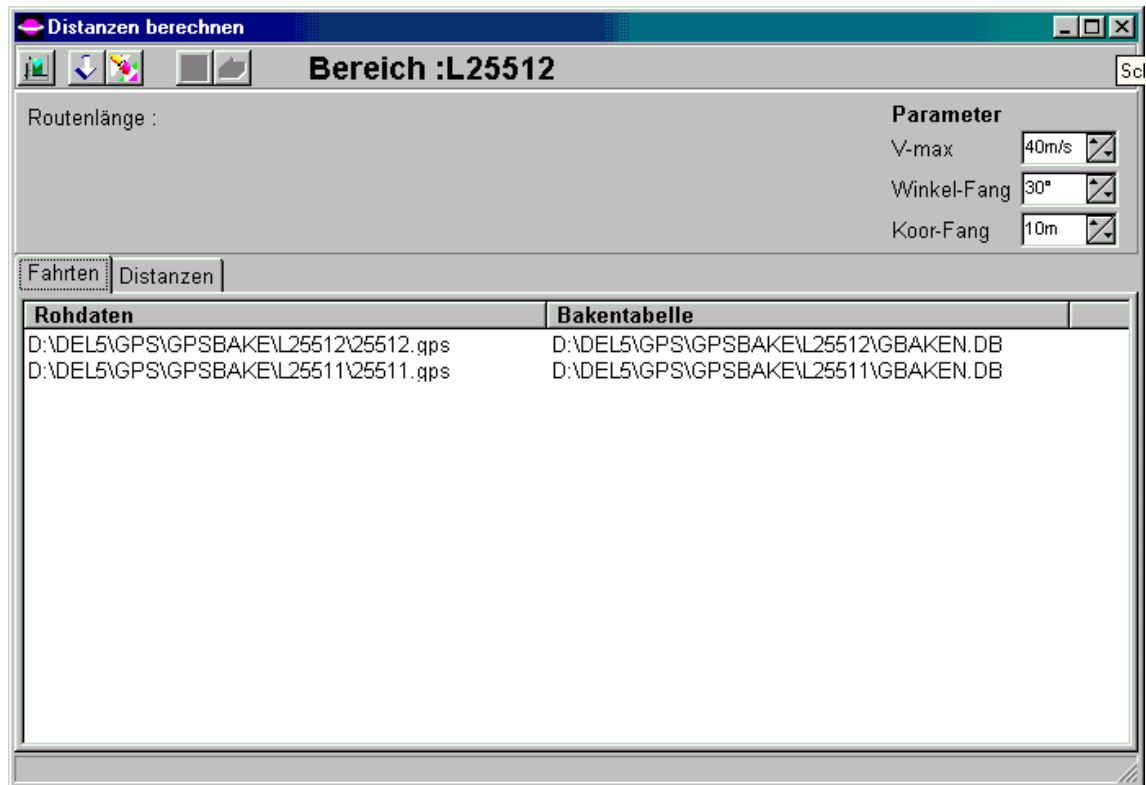 Distanzen berechnen
Bereich :L25512
Routenlänge :
Parameter
V-max 40m/s
Winkel-Fang 30°
Koor-Fang 10m
Fahrten Distanzen
Rohdaten Bakentabelle
D:\DEL5\GPS\GPSBAKE\L25512\25512.gps D:\DEL5\GPS\GPSBAKE\L25512\GBAKEN.DB
D:\DEL5\GPS\GPSBAKE\L25511\25511.gps D:\DEL5\GPS\GPSBAKE\L25511\GBAKEN.DB